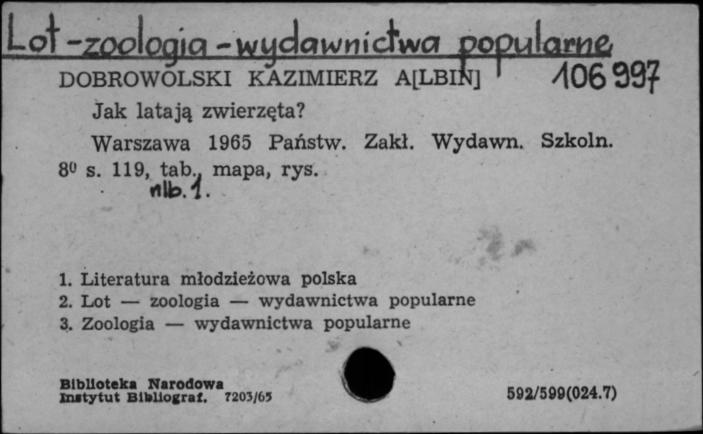 Lot - zoologia - wydawnictwa popularne
DOBROWOLSKI KAZIMIERZ A[LBIN] 106 997
Jak latają zwierzęta?
Warszawa 1965 Państw. Zakł. Wydawn. Szkoln.
8⁰ s. 119, tab., mapa, rys.
nlb. 1.
1. Literatura młodzieżowa polska
2. Lot — zoologia — wydawnictwa popularne
3. Zoologia — wydawnictwa popularne
Biblioteka Narodowa
Instytut Bibliograf. 7203/65 592/599(024.7)